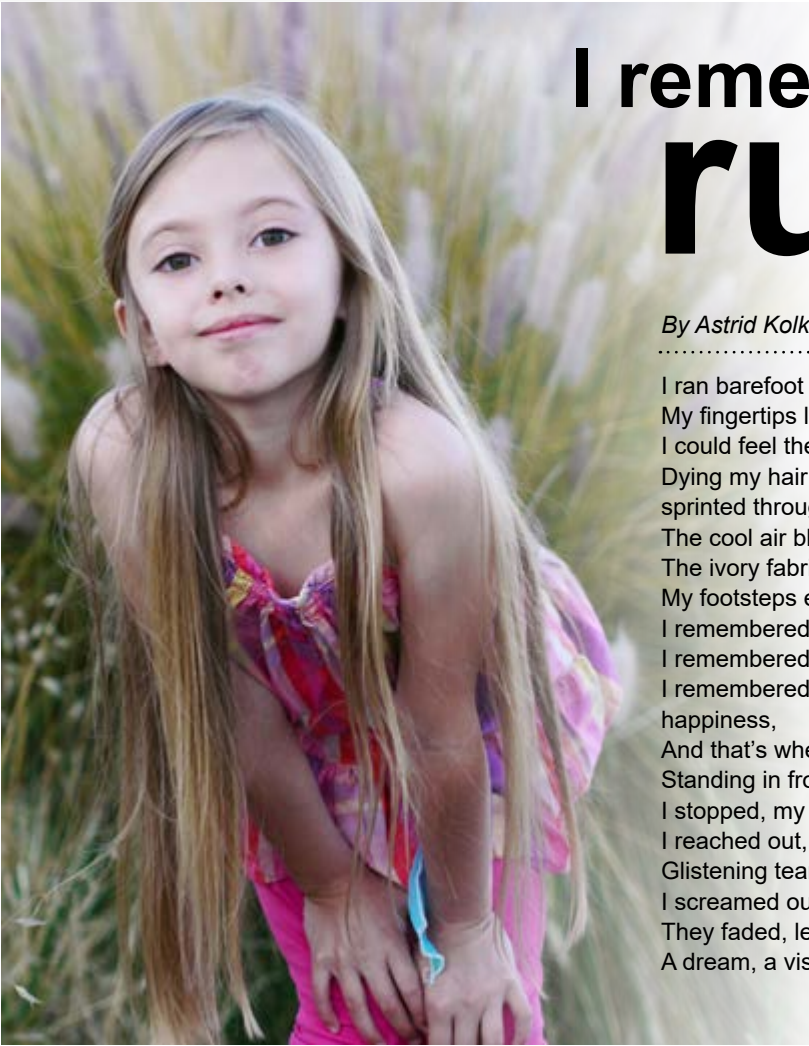 I reme
ru
By Astrid Kolk
I ran barefoot
My fingertips l
I could feel the
Dying my hair
sprinted throu
The cool air bl
The ivory fabr
My footsteps e
I remembered
I remembered
I remembered
happiness,
And that’s whe
Standing in fro
I stopped, my
I reached out,
Glistening tea
I screamed ou
They faded, le
A dream, a vis